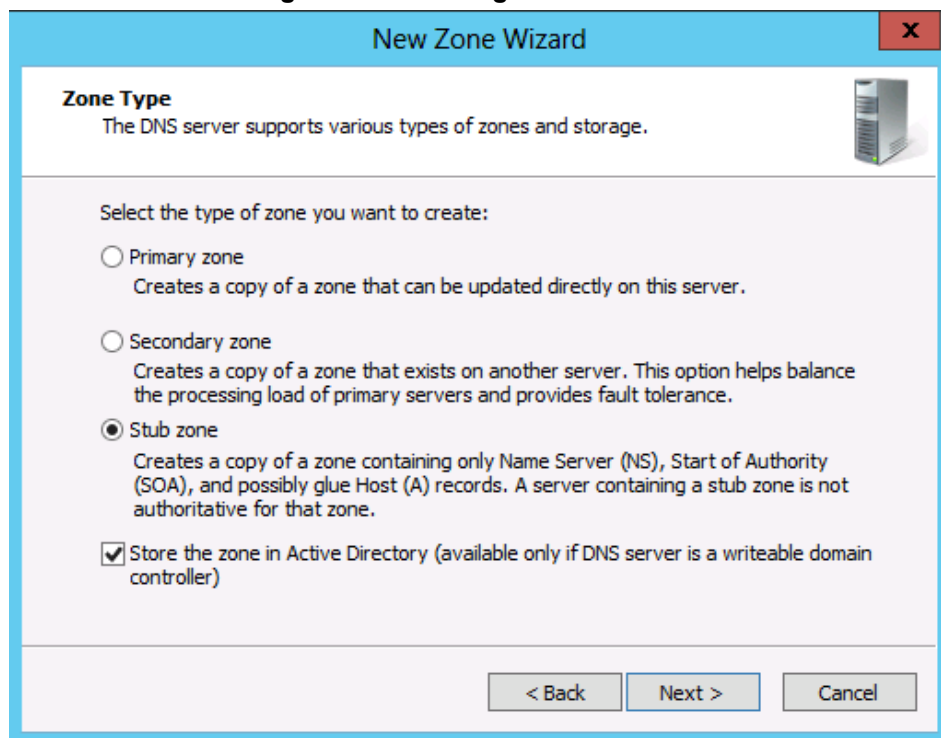 New Zone Wizard
x
Zone Type
The DNS server supports various types of zones and storage.
Select the type of zone you want to create:
Primary zone
Creates a copy of a zone that can be updated directly on this server.
Secondary zone
Creates a copy of a zone that exists on another server. This option helps balance
the processing load of primary servers and provides fault tolerance.
Stub zone
Creates a copy of a zone containing only Name Server (NS), Start of Authority
(SOA), and possibly glue Host (A) records. A server containing a stub zone is not
authoritative for that zone.
Store the zone in Active Directory (available only if DNS server is a writeable domain
controller)
< Back Next > Cancel